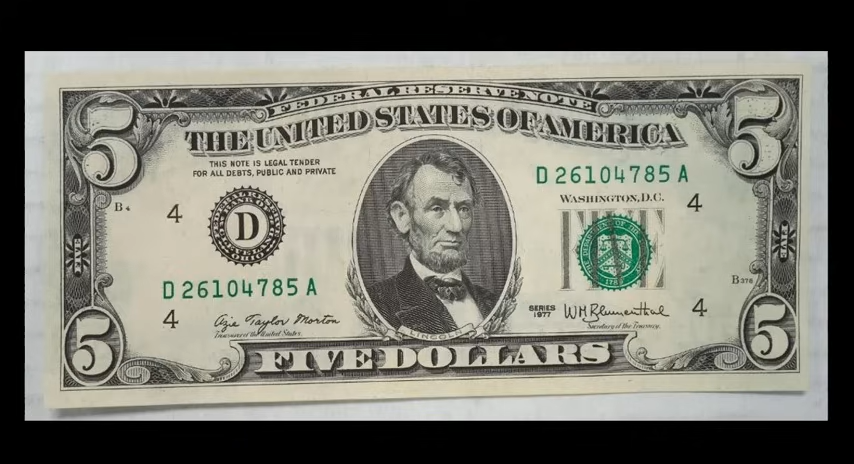 FEDERAL RESERVE NOTE
THE UNITED STATES OF AMERICA
THIS NOTE IS LEGAL TENDER
FOR ALL DEBTS, PUBLIC AND PRIVATE
5
5
D 26104785 A
WASHINGTON, D.C.
B4
4
4
D
D 26104785 A
B378
4
4
Azie Taylor Morton
Treasurer of the United States.
SERIES
1977
W M Blumenthal
Secretary of the Treasury.
LINCOLN
5
FIVE DOLLARS
5
FIVE
FIVE